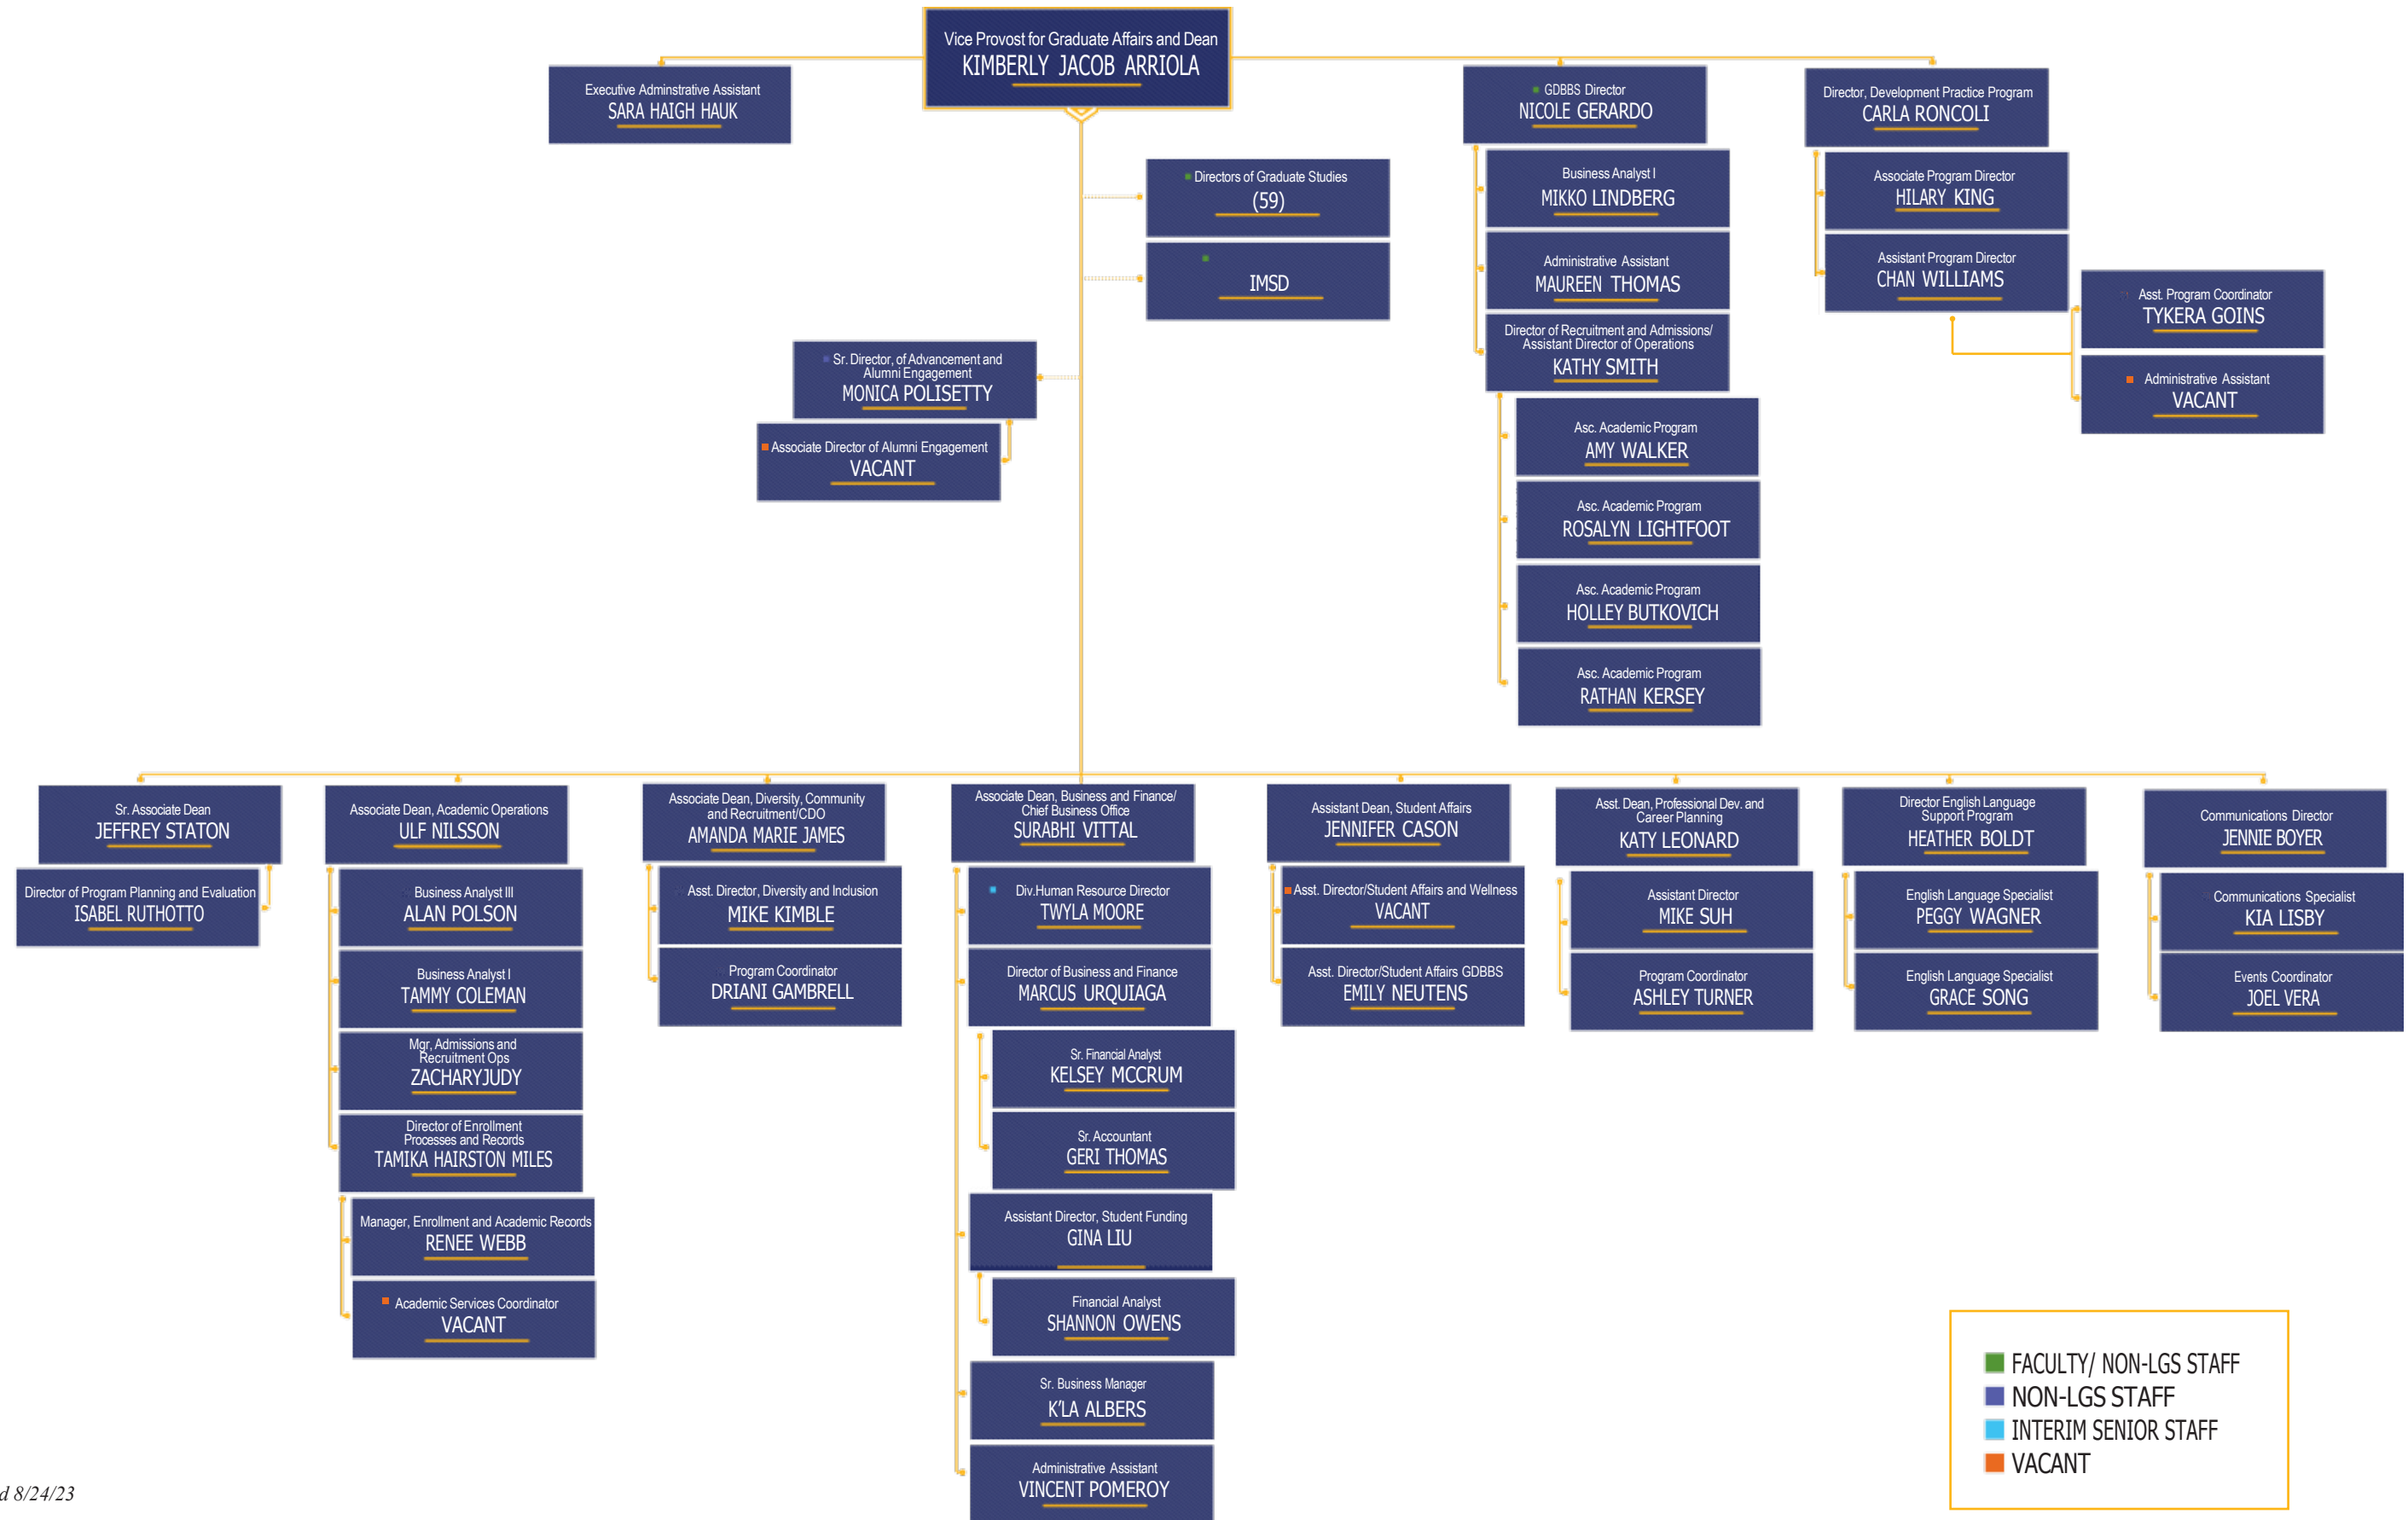 Vice Provost for Graduate Affairs and Dean
KIMBERLY JACOB ARRIOLA
Executive Adminstrative Assistant
SARA HAIGH HAUK
GDBBS Director
NICOLE GERARDO
Director, Development Practice Program
CARLA RONCOLI
Directors of Graduate Studies
(59)
IMSD
Business Analyst I
MIKKO LINDBERG
Administrative Assistant
MAUREEN THOMAS
Director of Recruitment and Admissions/
Assistant Director of Operations
KATHY SMITH
Asc. Academic Program
AMY WALKER
Asc. Academic Program
ROSALYN LIGHTFOOT
Asc. Academic Program
HOLLEY BUTKOVICH
Asc. Academic Program
RATHAN KERSEY
Associate Program Director
HILARY KING
Assistant Program Director
CHAN WILLIAMS
Asst. Program Coordinator
TYKERA GOINS
Administrative Assistant
VACANT
Sr. Director, of Advancement and
Alumni Engagement
MONICA POLISETTY
Associate Director of Alumni Engagement
VACANT
Sr. Associate Dean
JEFFREY STATON
Director of Program Planning and Evaluation
ISABEL RUTHOTTO
Associate Dean, Academic Operations
ULF NILSSON
Business Analyst III
ALAN POLSON
Business Analyst I
TAMMY COLEMAN
Mgr, Admissions and
Recruitment Ops
ZACHARYJUDY
Director of Enrollment
Processes and Records
TAMIKA HAIRSTON MILES
Manager, Enrollment and Academic Records
RENEE WEBB
Academic Services Coordinator
VACANT
Associate Dean, Diversity, Community
and Recruitment/CDO
AMANDA MARIE JAMES
Asst. Director, Diversity and Inclusion
MIKE KIMBLE
Program Coordinator
DRIANI GAMBRELL
Associate Dean, Business and Finance/
Chief Business Office
SURABHI VITTAL
Div.Human Resource Director
TWYLA MOORE
Director of Business and Finance
MARCUS URQUIAGA
Sr. Financial Analyst
KELSEY MCCRUM
Sr. Accountant
GERI THOMAS
Assistant Director, Student Funding
GINA LIU
Financial Analyst
SHANNON OWENS
Sr. Business Manager
K'LA ALBERS
Administrative Assistant
VINCENT POMEROY
Assistant Dean, Student Affairs
JENNIFER CASON
Asst. Director/Student Affairs and Wellness
VACANT
Asst. Director/Student Affairs GDBBS
EMILY NEUTENS
Asst. Dean, Professional Dev. and
Career Planning
KATY LEONARD
Assistant Director
MIKE SUH
Program Coordinator
ASHLEY TURNER
Director English Language
Support Program
HEATHER BOLDT
English Language Specialist
PEGGY WAGNER
English Language Specialist
GRACE SONG
Communications Director
JENNIE BOYER
Communications Specialist
KIA LISBY
Events Coordinator
JOEL VERA
FACULTY/ NON-LGS STAFF
NON-LGS STAFF
INTERIM SENIOR STAFF
VACANT
d 8/24/23